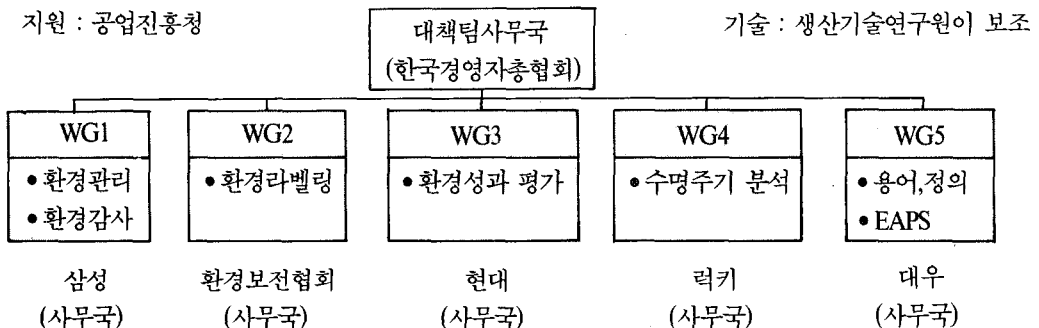 지원 : 공업진흥청
기술 : 생산기술연구원이 보조
대책팀사무국
(한국경영자총협회)
WG1
• 환경관리
• 환경감사
삼성
(사무국)
WG2
• 환경라벨링
환경보전협회
(사무국)
WG3
• 환경성과 평가
현대
(사무국)
WG4
• 수명주기 분석
럭키
(사무국)
WG5
• 용어,정의
• EAPS
대우
(사무국)